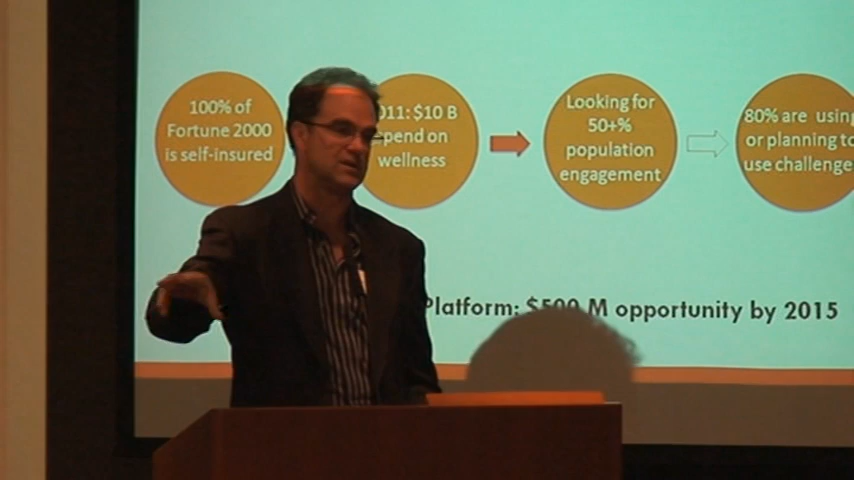 100% of
Fortune 2000
is self-insured
011: $10 B
pend on
wellness
Looking for
50+%
population
engagement
80% are using
or planning to
use challenge
Platform: $500 M opportunity by 2015